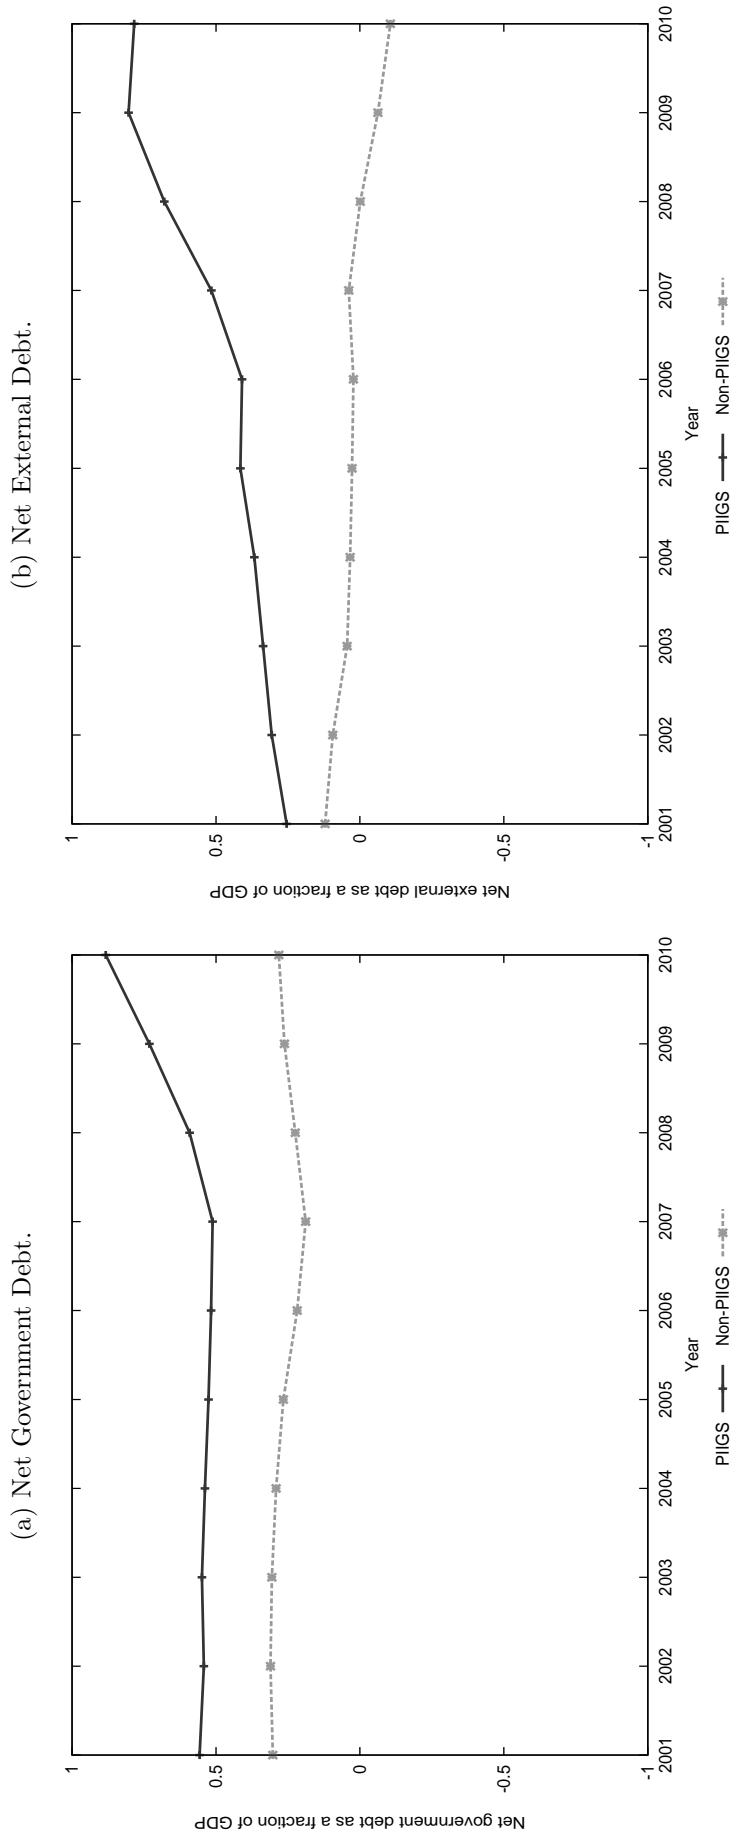 (a) Net Government Debt.
Net government debt as a fraction of GDP
1
0.5
0
-0.5
-1
2001 2002 2003 2004 2005 2006 2007 2008 2009 2010
Year
PIIGS Non-PIIGS
(b) Net External Debt.
Net external debt as a fraction of GDP
1
0.5
0
-0.5
-1
2001 2002 2003 2004 2005 2006 2007 2008 2009 2010
Year
PIIGS Non-PIIGS